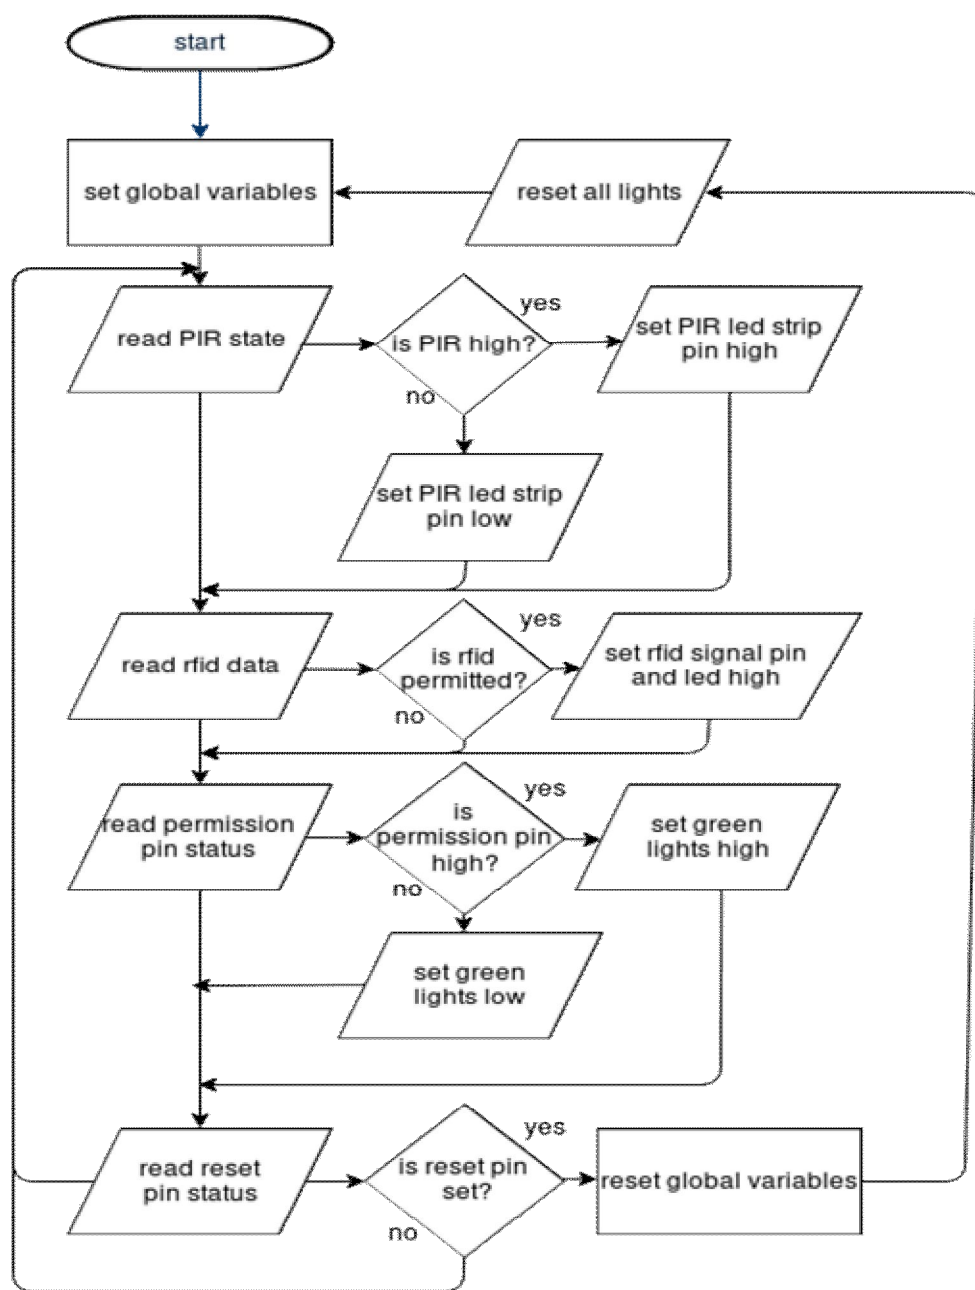 start
set global variables
reset all lights
read PIR state
is PIR high?
yes
set PIR led strip
pin high
no
set PIR led strip
pin low
read rfid data
is rfid
permitted?
yes
set rfid signal pin
and led high
no
read permission
pin status
is
permission pin
high?
yes
set green
lights high
no
set green
lights low
read reset
pin status
is reset pin
set?
yes
reset global variables
no